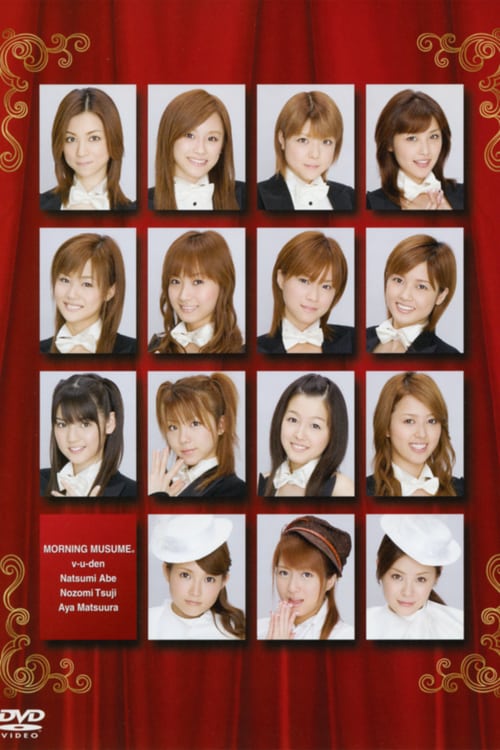 MORNING MUSUME。
v-u-den
Natsumi Abe
Nozomi Tsuji
Aya Matsuura
DVD
VIDEO